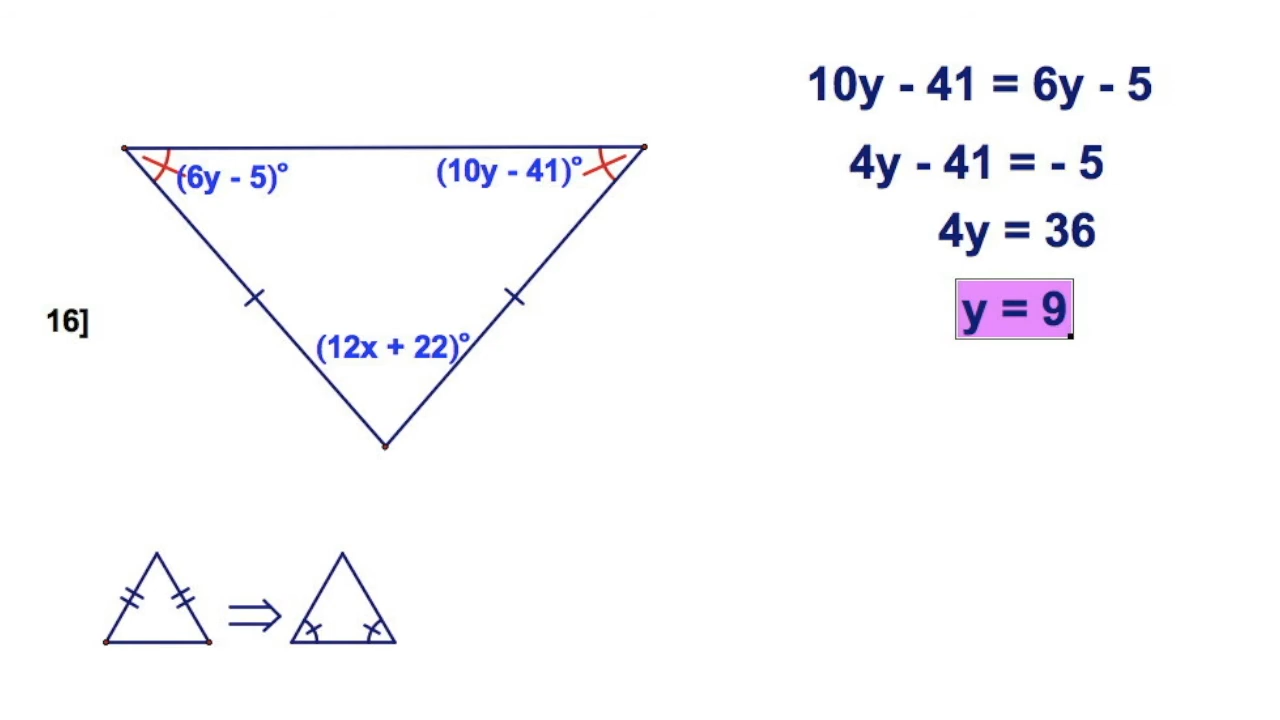 10y - 41 = 6y - 5
(6y - 5)°
(10y - 41)°
4y - 41 = - 5
4y = 36
y = 9
16]
(12x + 22)°